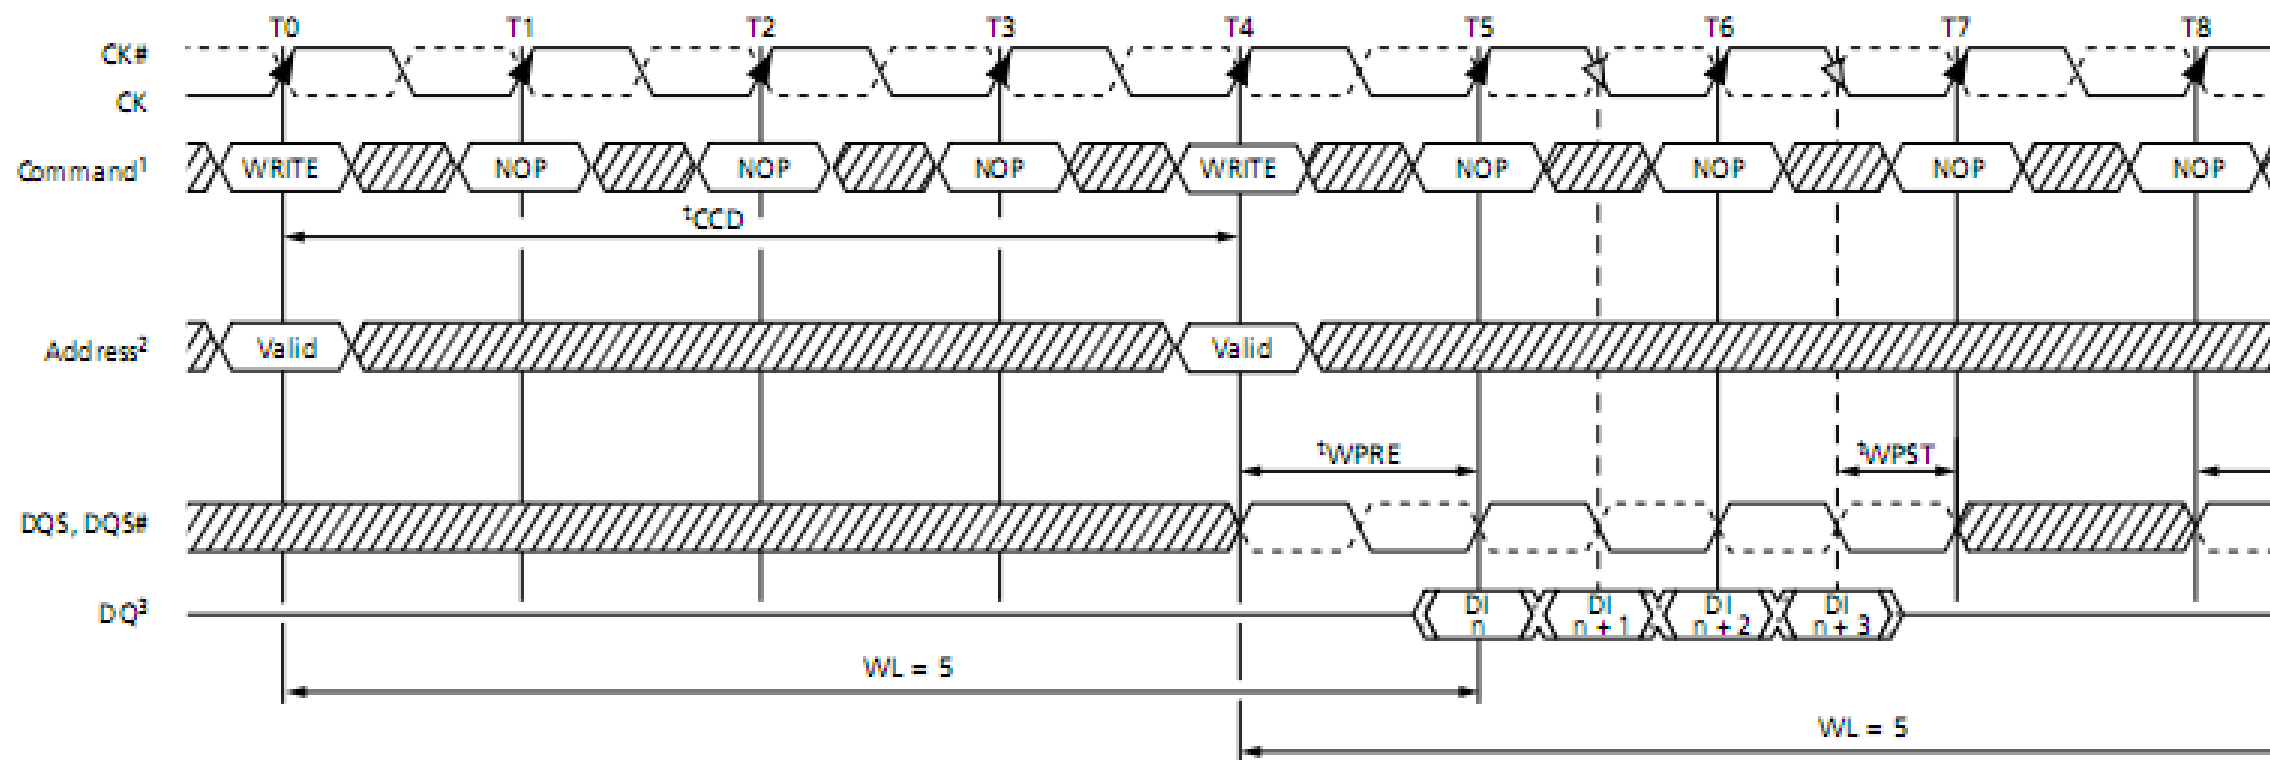 T0 T1 T2 T3 T4 T5 T6 T7 T8
CK#
CK
Command1 WRITE NOP NOP NOP WRITE NOP NOP NOP NOP
tCCD
Address2 Valid Valid
tWPRE tWPST
DQS, DQS#
DQ3 DI n DI n + 1 DI n + 2 DI n + 3
WL = 5
WL = 5